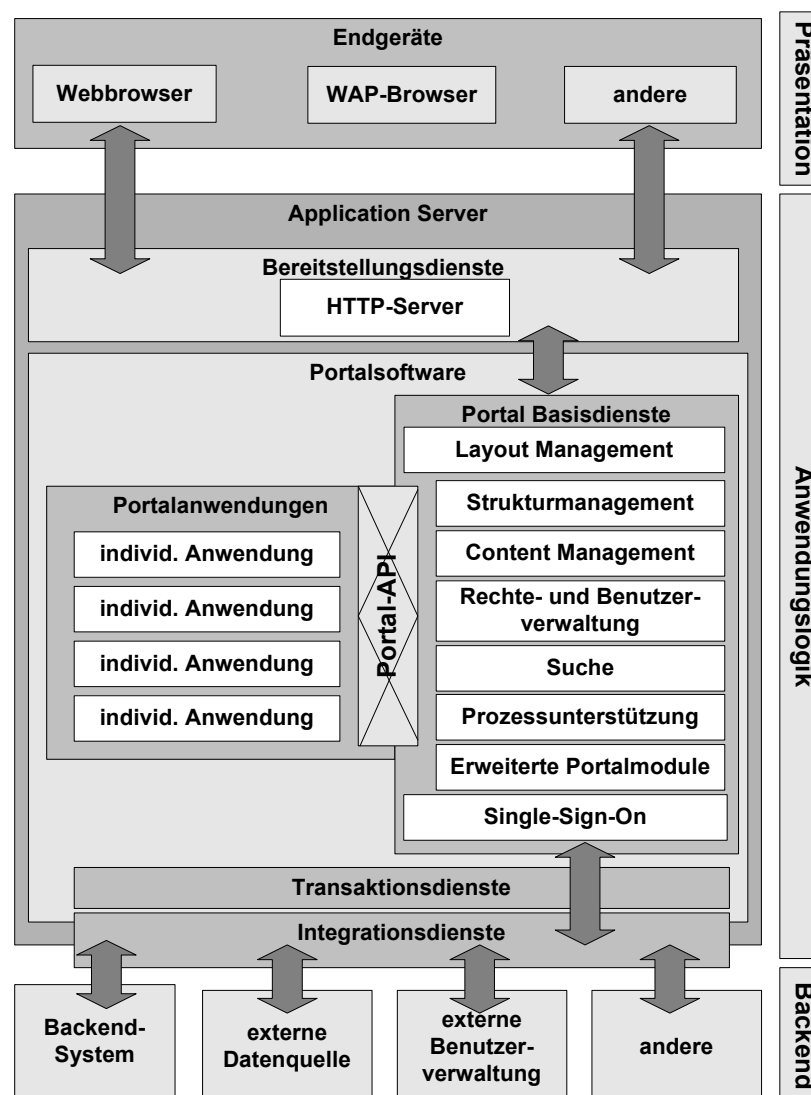 Endgeräte
Webbrowser
WAP-Browser
andere
Präsentation
Application Server
Bereitstellungsdienste
HTTP-Server
Portalsoftware
Portal Basisdienste
Layout Management
Strukturmanagement
Content Management
Rechte- und Benutzer-
verwaltung
Suche
Prozessunterstützung
Erweiterte Portalmodule
Single-Sign-On
Portalanwendungen
individ. Anwendung
individ. Anwendung
individ. Anwendung
individ. Anwendung
Portal-API
Transaktionsdienste
Integrationsdienste
Anwendungslogik
Backend-
System
externe
Datenquelle
externe
Benutzer-
verwaltung
andere
Backend